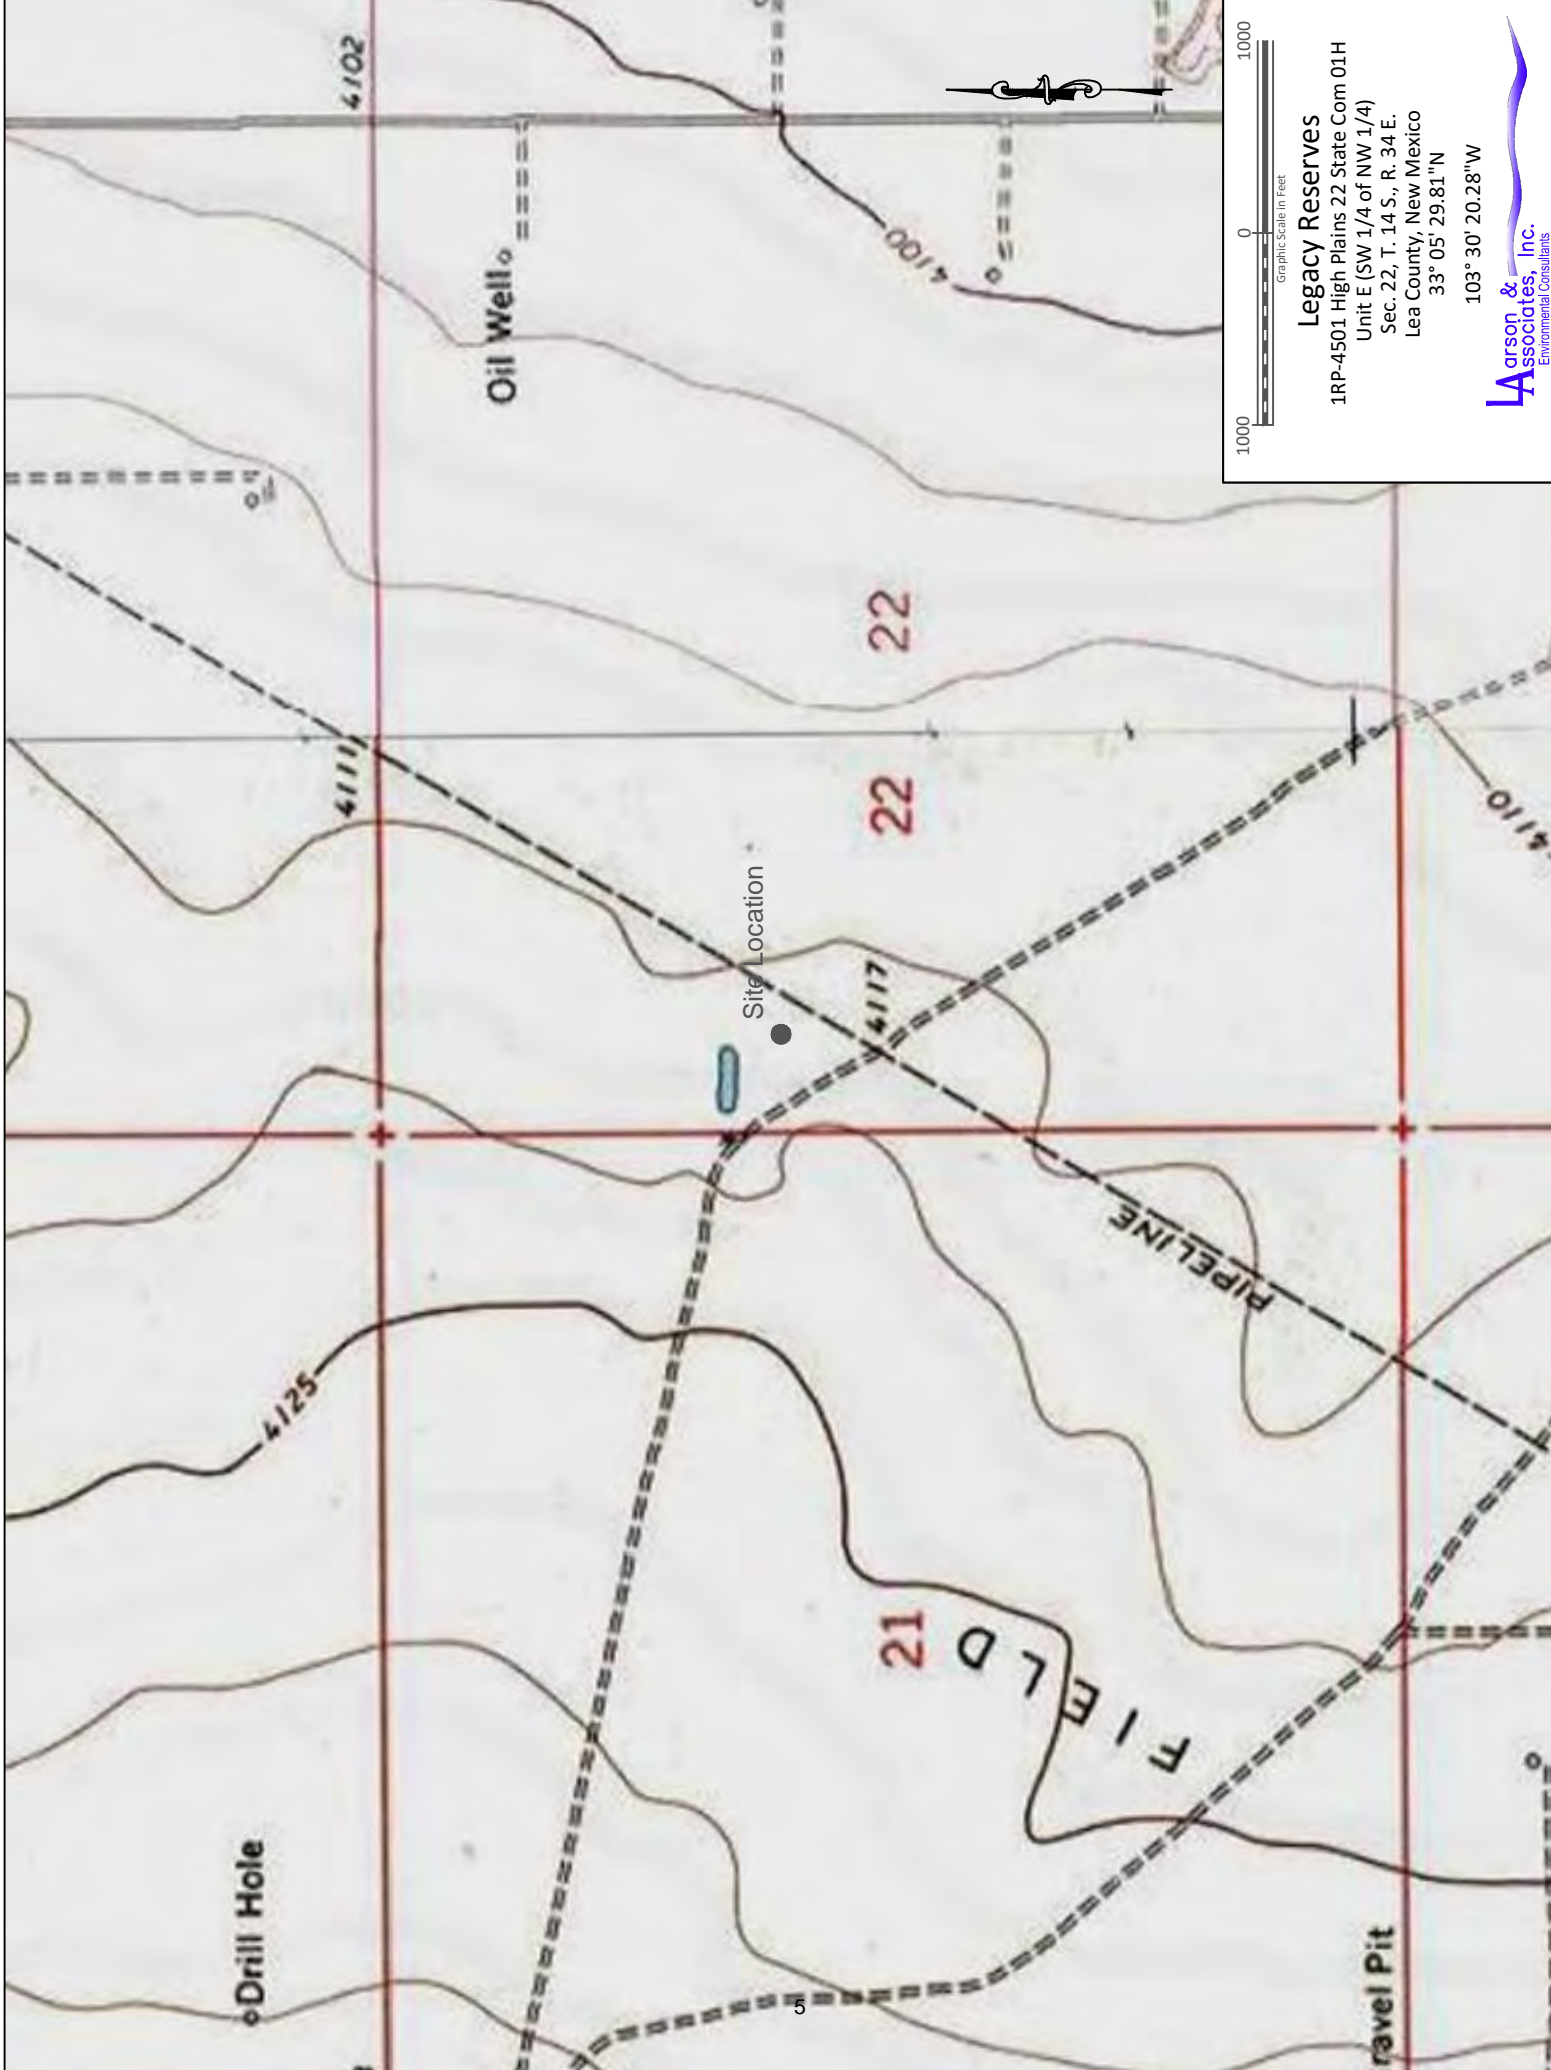 4102
Oil Well
4100
4111
22
22
Site Location
4117
4110
PIPELINE
4125
21
FIELD
Drill Hole
ravel Pit
5
1000 0 1000
Graphic Scale in Feet
Legacy Reserves
1RP-4501 High Plains 22 State Com 01H
Unit E (SW 1/4 of NW 1/4)
Sec. 22, T. 14 S., R. 34 E.
Lea County, New Mexico
33° 05' 29.81"N
103° 30' 20.28"W
Larson &
Associates, Inc.
Environmental Consultants